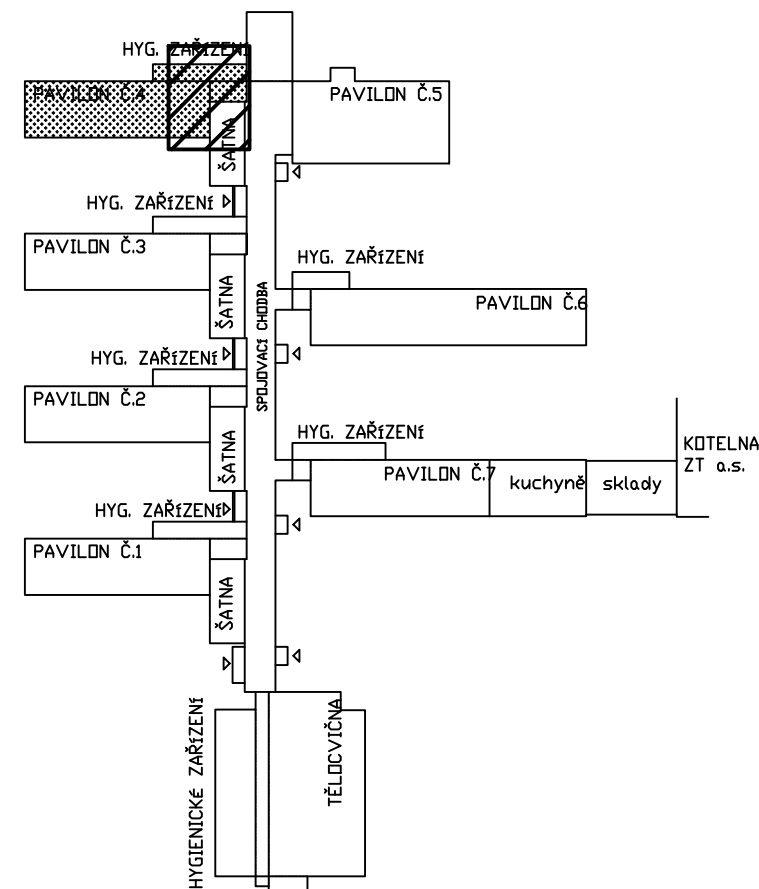 HYG. ZAŘÍZENÍ
PAVILON Č.4
PAVILON Č.5
ŠATNA
HYG. ZAŘÍZENÍ
PAVILON Č.3
HYG. ZAŘÍZENÍ
PAVILON Č.6
ŠATNA
SPOJOVACÍ CHODBA
HYG. ZAŘÍZENÍ
PAVILON Č.2
HYG. ZAŘÍZENÍ
KOTELNA
ZT a.s.
PAVILON Č.7
kuchyně
sklady
ŠATNA
HYG. ZAŘÍZENÍ
PAVILON Č.1
ŠATNA
HYGIENICKÉ ZAŘÍZENÍ
TĚLOCVIČNA